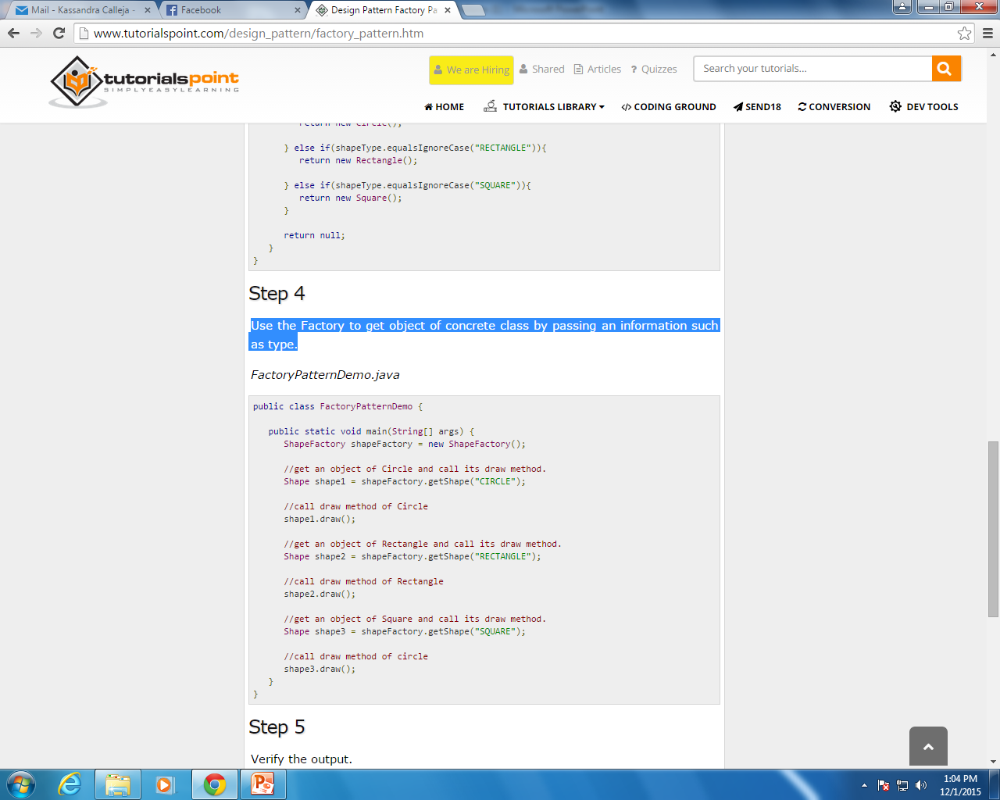 Mail - Kassandra Calleja -
Facebook
Design Pattern Factory Pa
www.tutorialspoint.com/design_pattern/factory_pattern.htm
tutorialspoint
SIMPLYEASYLEARNING
We are Hiring
Shared
Articles
? Quizzes
Search your tutorials...
HOME
TUTORIALS LIBRARY
</> CODING GROUND
SEND18
CONVERSION
DEV TOOLS
return new Circle();
} else if(shapeType.equalsIgnoreCase("RECTANGLE")){
return new Rectangle();
} else if(shapeType.equalsIgnoreCase("SQUARE")){
return new Square();
}
return null;
}
}
Step 4
Use the Factory to get object of concrete class by passing an information such
as type.
FactoryPatternDemo.java
public class FactoryPatternDemo {
public static void main(String[] args) {
ShapeFactory shapeFactory = new ShapeFactory();
//get an object of Circle and call its draw method.
Shape shape1 = shapeFactory.getShape("CIRCLE");
//call draw method of Circle
shape1.draw();
//get an object of Rectangle and call its draw method.
Shape shape2 = shapeFactory.getShape("RECTANGLE");
//call draw method of Rectangle
shape2.draw();
//get an object of Square and call its draw method.
Shape shape3 = shapeFactory.getShape("SQUARE");
//call draw method of circle
shape3.draw();
}
}
Step 5
Verify the output.
1:04 PM
12/1/2015